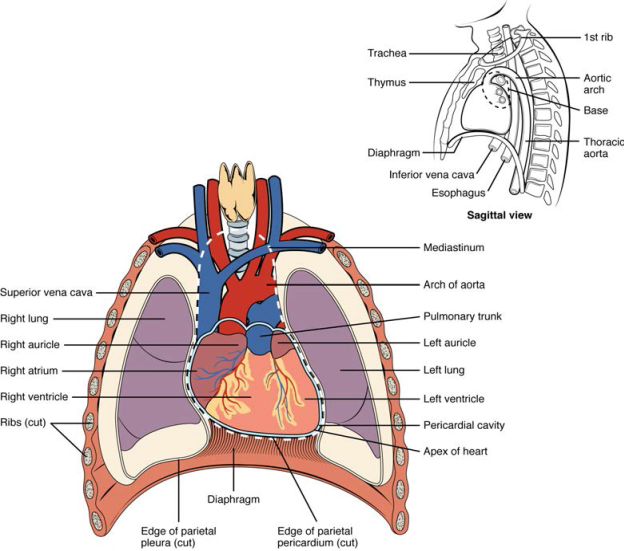 1st rib
Trachea
Thymus
Aortic
arch
Base
Thoracic
aorta
Diaphragm
Inferior vena cava
Esophagus
Sagittal view
Mediastinum
Superior vena cava
Arch of aorta
Right lung
Pulmonary trunk
Right auricle
Left auricle
Right atrium
Left lung
Right ventricle
Left ventricle
Ribs (cut)
Pericardial cavity
Apex of heart
Diaphragm
Edge of parietal
pleura (cut)
Edge of parietal
pericardium (cut)